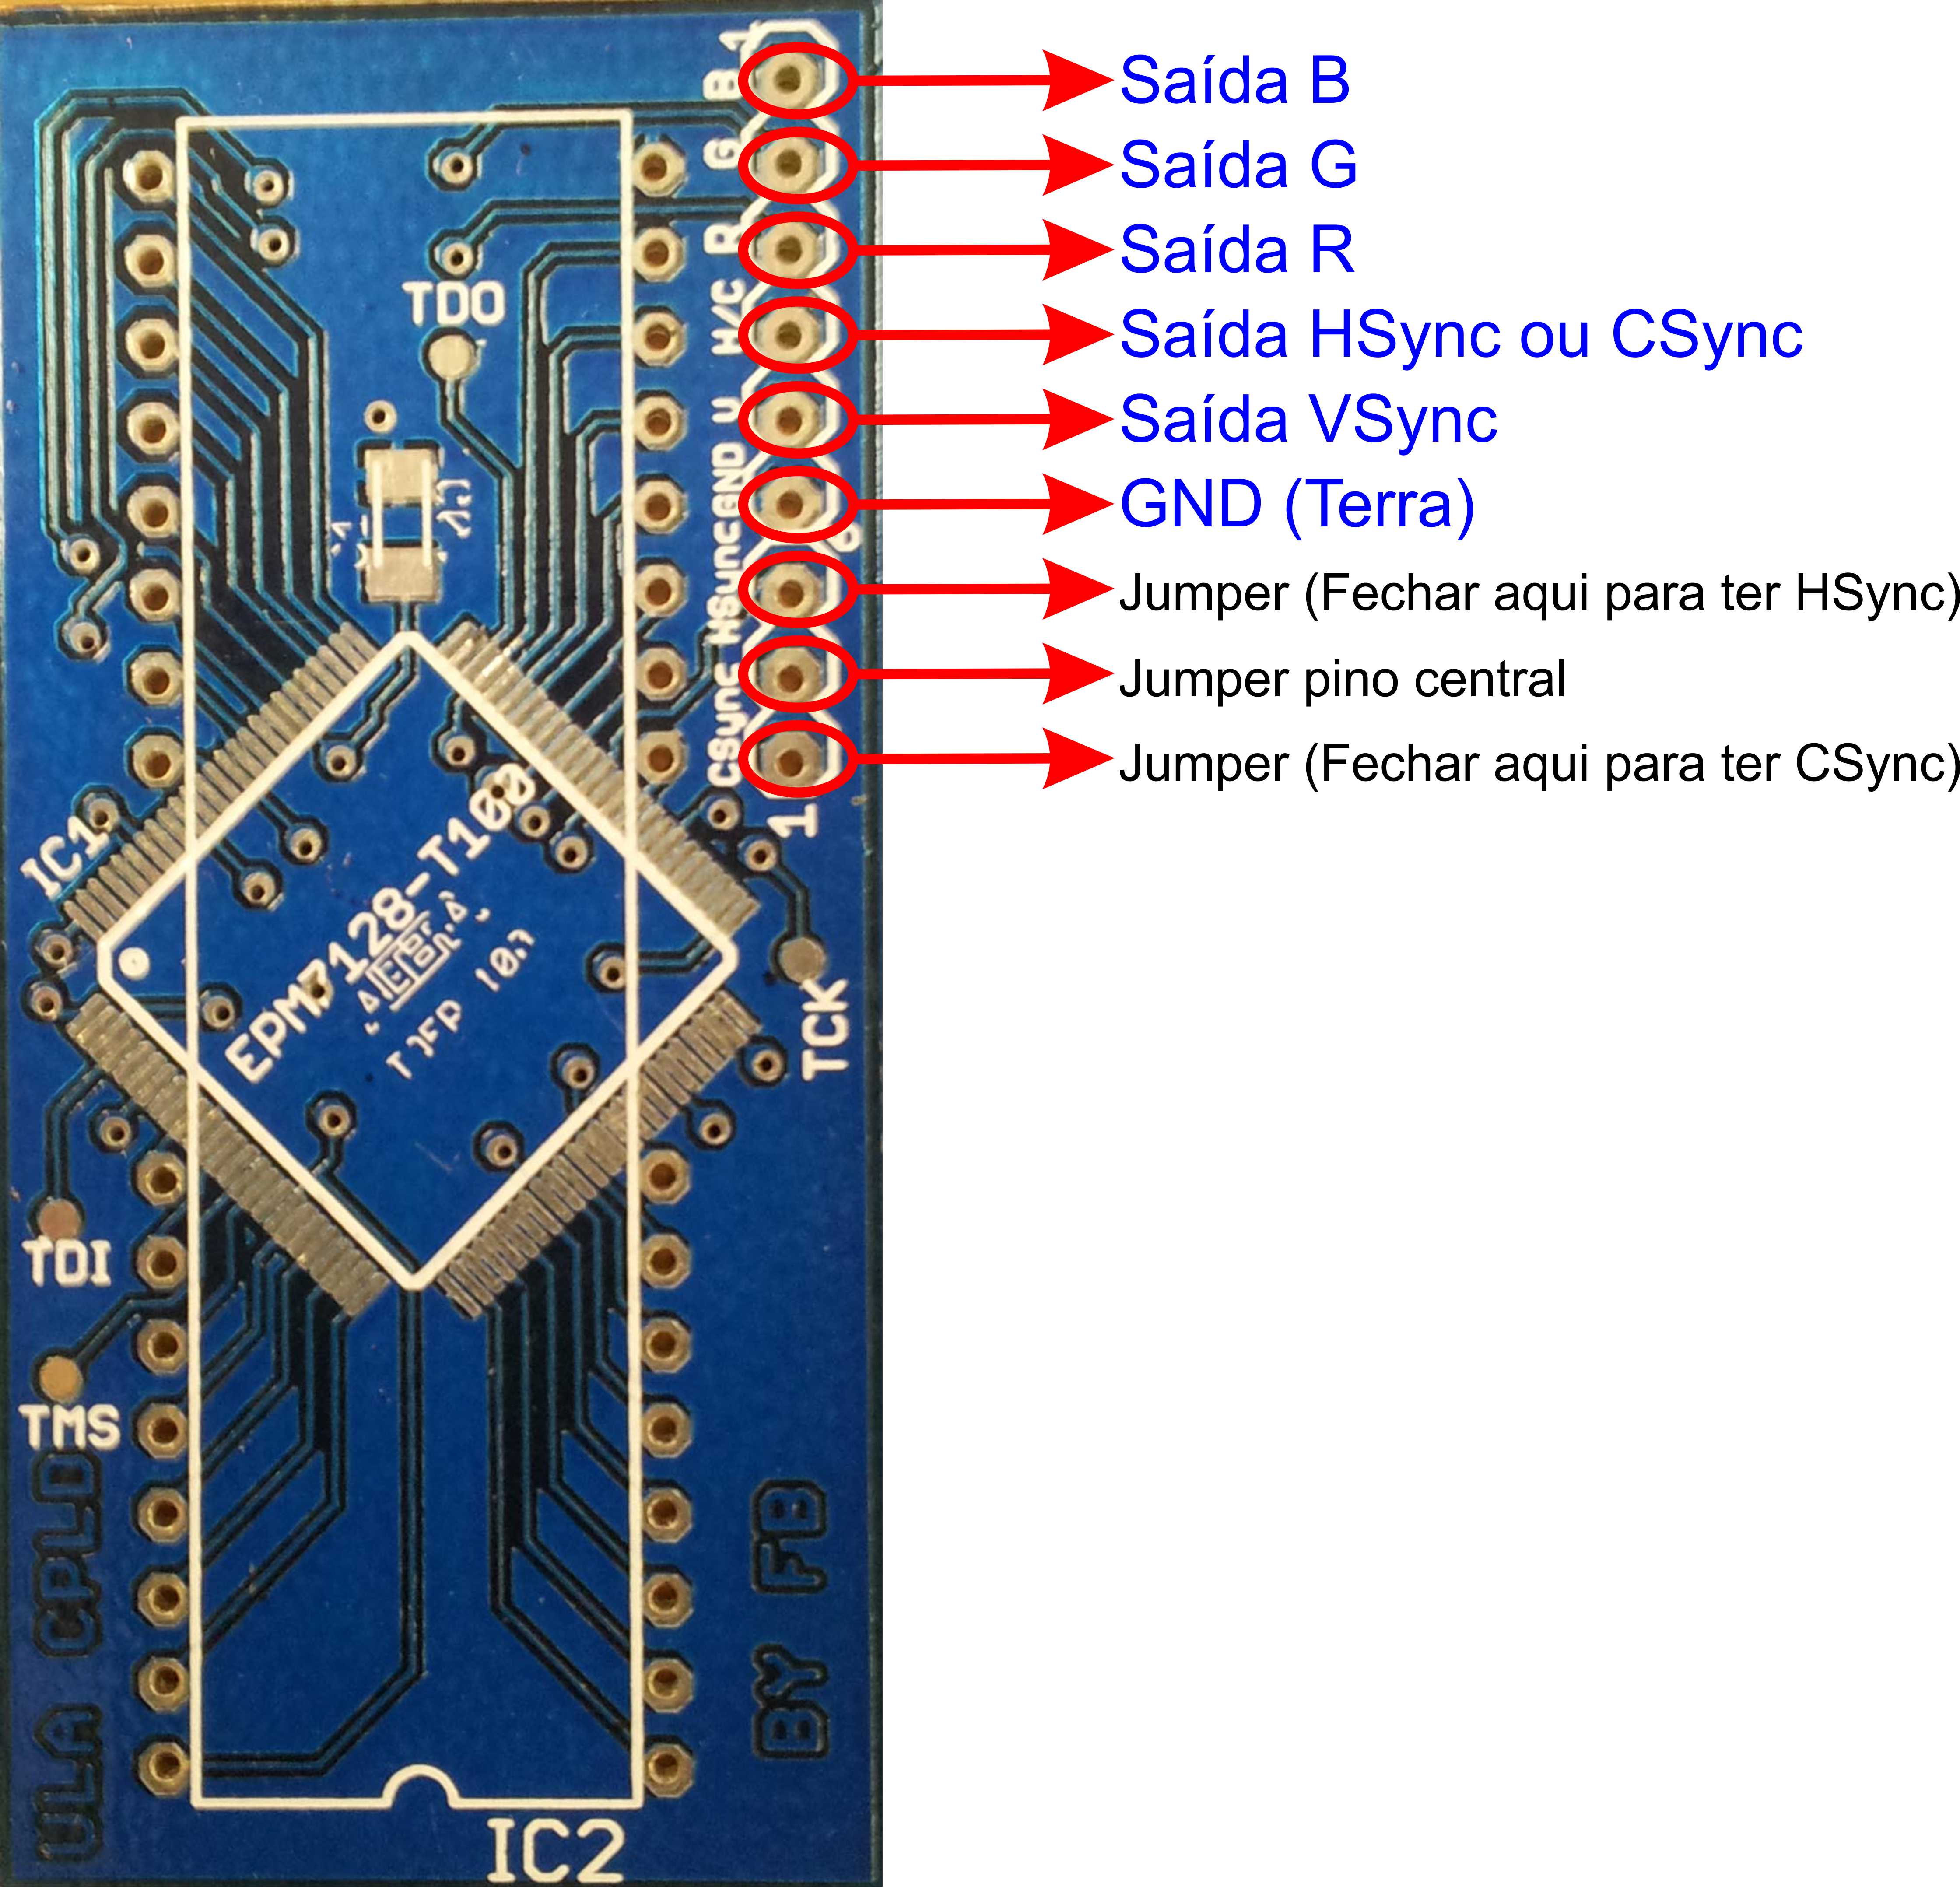 Saída B
Saída G
Saída R
Saída HSync ou CSync
Saída VSync
GND (Terra)
Jumper (Fechar aqui para ter HSync)
Jumper pino central
Jumper (Fechar aqui para ter CSync)
1
B
G
R
H/C
V
GND
HSync
CSync
1
TDO
IC1
EPM7128-T100
TCK
TDI
TMS
ULA CPLD
BY FB
IC2